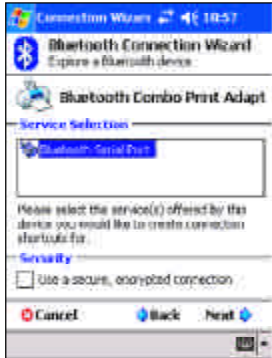 Connection Wizard 10:57
Bluetooth Connection Wizard
Explore a Bluetooth device
Bluetooth Combo Print Adapt
Service Selection
Bluetooth Serial Port
Please select the service(s) offered by this
device you would like to create connection
shortcuts for.
Security
Use a secure, encrypted connection
Cancel Back Next